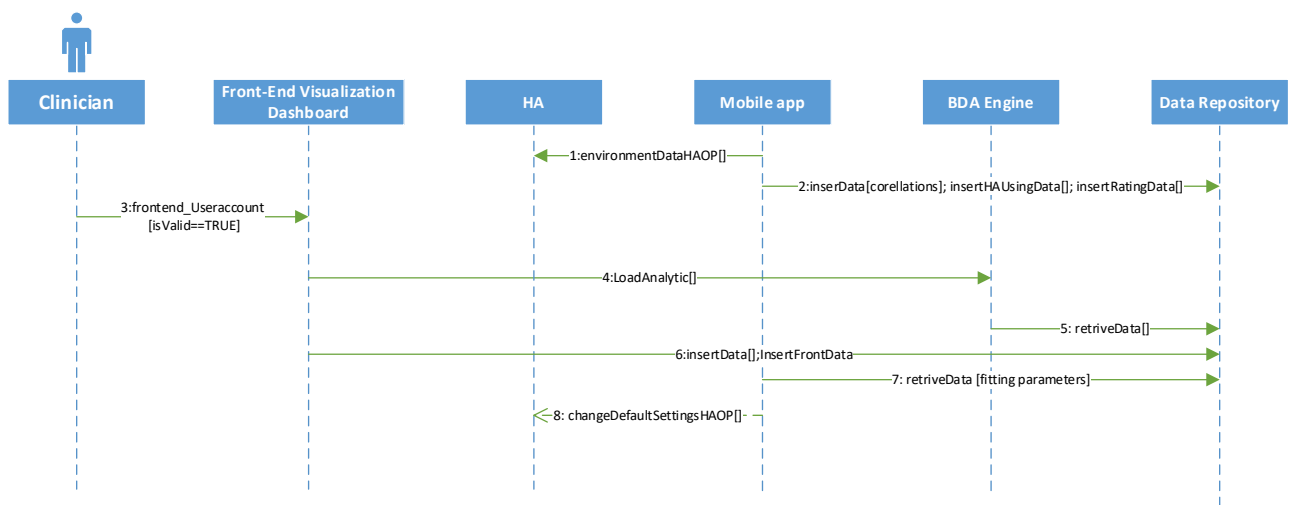 Clinician
Front-End Visualization
Dashboard
HA
Mobile app
BDA Engine
Data Repository
1:environmentDataHAOP[]
2:inserData[corellations]; insertHAUsingData[]; insertRatingData[]
3:frontend_Useraccount
[isValid==TRUE]
4:LoadAnalytic[]
5: retriveData[]
6:insertData[];InsertFrontData
7: retriveData [fitting parameters]
8: changeDefaultSettingsHAOP[]